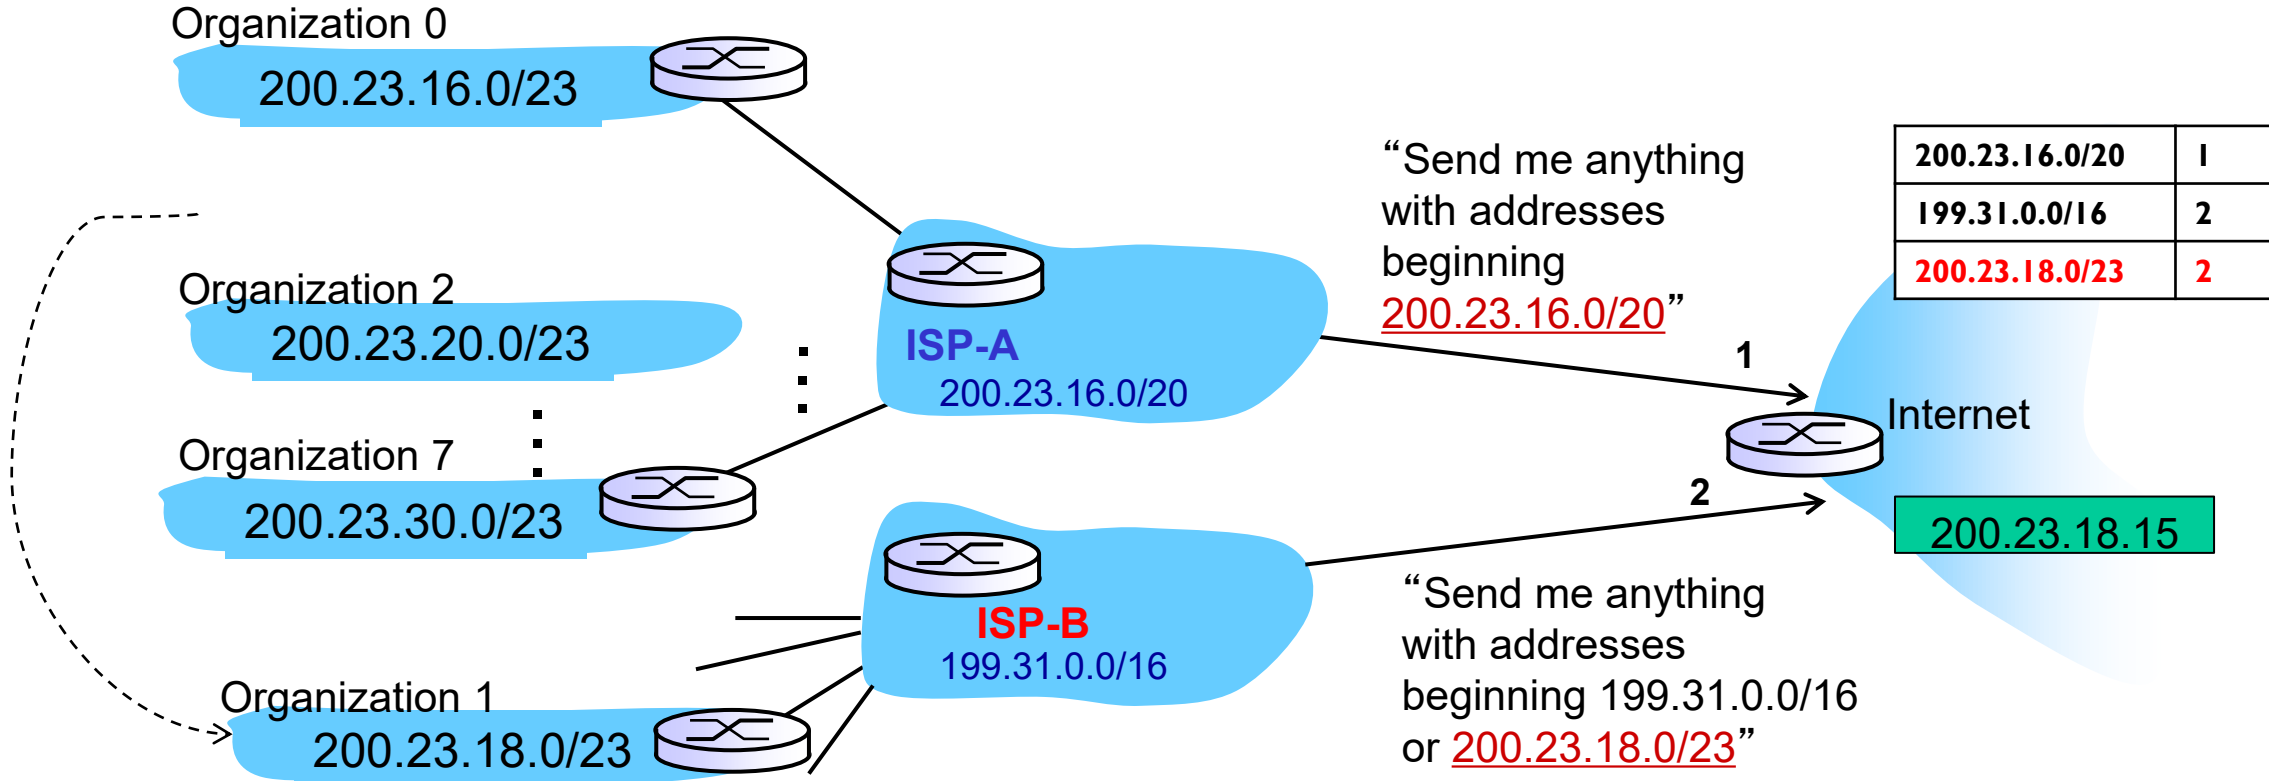 Organization 0
200.23.16.0/23
Organization 2
200.23.20.0/23
Organization 7
200.23.30.0/23
Organization 1
200.23.18.0/23
ISP-A
200.23.16.0/20
ISP-B
199.31.0.0/16
“Send me anything
with addresses
beginning
200.23.16.0/20”
1
2
“Send me anything
with addresses
beginning 199.31.0.0/16
or 200.23.18.0/23”
200.23.16.0/20 1
199.31.0.0/16 2
200.23.18.0/23 2
Internet
200.23.18.15